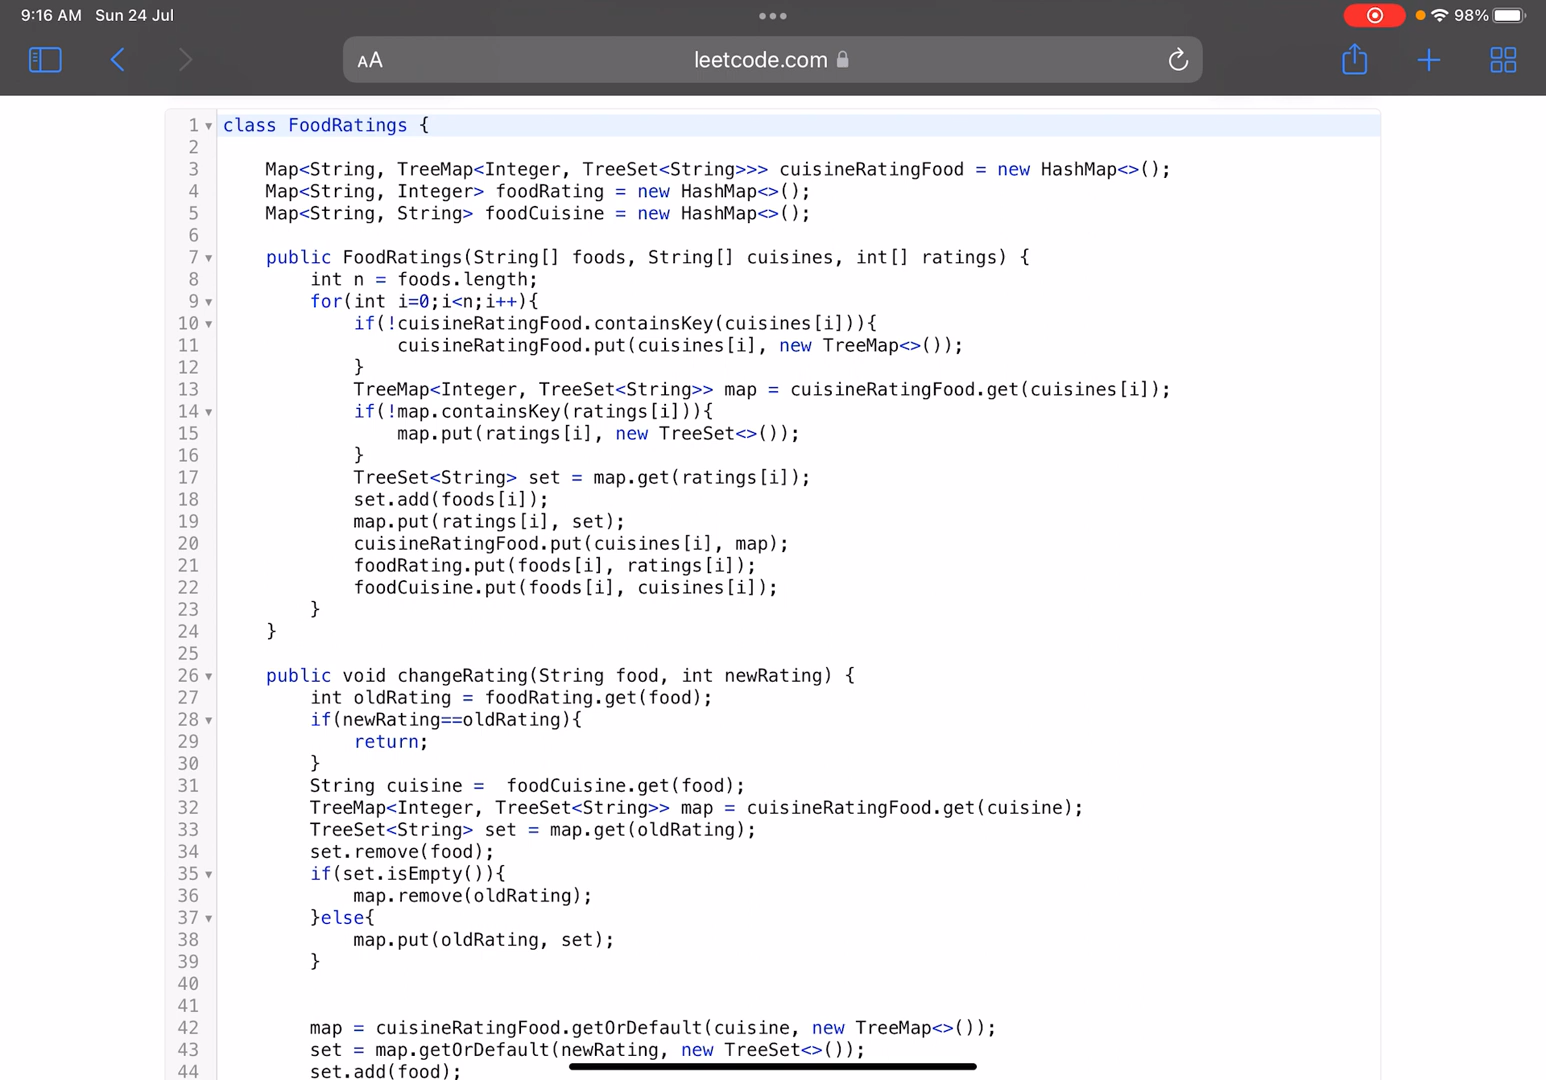 9:16 AM Sun 24 Jul
98%
AA
leetcode.com
1 class FoodRatings {
2
3 Map<String, TreeMap<Integer, TreeSet<String>>> cuisineRatingFood = new HashMap<>();
4 Map<String, Integer> foodRating = new HashMap<>();
5 Map<String, String> foodCuisine = new HashMap<>();
6
7 public FoodRatings(String[] foods, String[] cuisines, int[] ratings) {
8 int n = foods.length;
9 for(int i=0;i<n;i++){
10 if(!cuisineRatingFood.containsKey(cuisines[i])){
11 cuisineRatingFood.put(cuisines[i], new TreeMap<>());
12 }
13 TreeMap<Integer, TreeSet<String>> map = cuisineRatingFood.get(cuisines[i]);
14 if(!map.containsKey(ratings[i])){
15 map.put(ratings[i], new TreeSet<>());
16 }
17 TreeSet<String> set = map.get(ratings[i]);
18 set.add(foods[i]);
19 map.put(ratings[i], set);
20 cuisineRatingFood.put(cuisines[i], map);
21 foodRating.put(foods[i], ratings[i]);
22 foodCuisine.put(foods[i], cuisines[i]);
23 }
24 }
25
26 public void changeRating(String food, int newRating) {
27 int oldRating = foodRating.get(food);
28 if(newRating==oldRating){
29 return;
30 }
31 String cuisine =  foodCuisine.get(food);
32 TreeMap<Integer, TreeSet<String>> map = cuisineRatingFood.get(cuisine);
33 TreeSet<String> set = map.get(oldRating);
34 set.remove(food);
35 if(set.isEmpty()){
36 map.remove(oldRating);
37 }else{
38 map.put(oldRating, set);
39 }
40
41
42 map = cuisineRatingFood.getOrDefault(cuisine, new TreeMap<>());
43 set = map.getOrDefault(newRating, new TreeSet<>());
44 set.add(food);